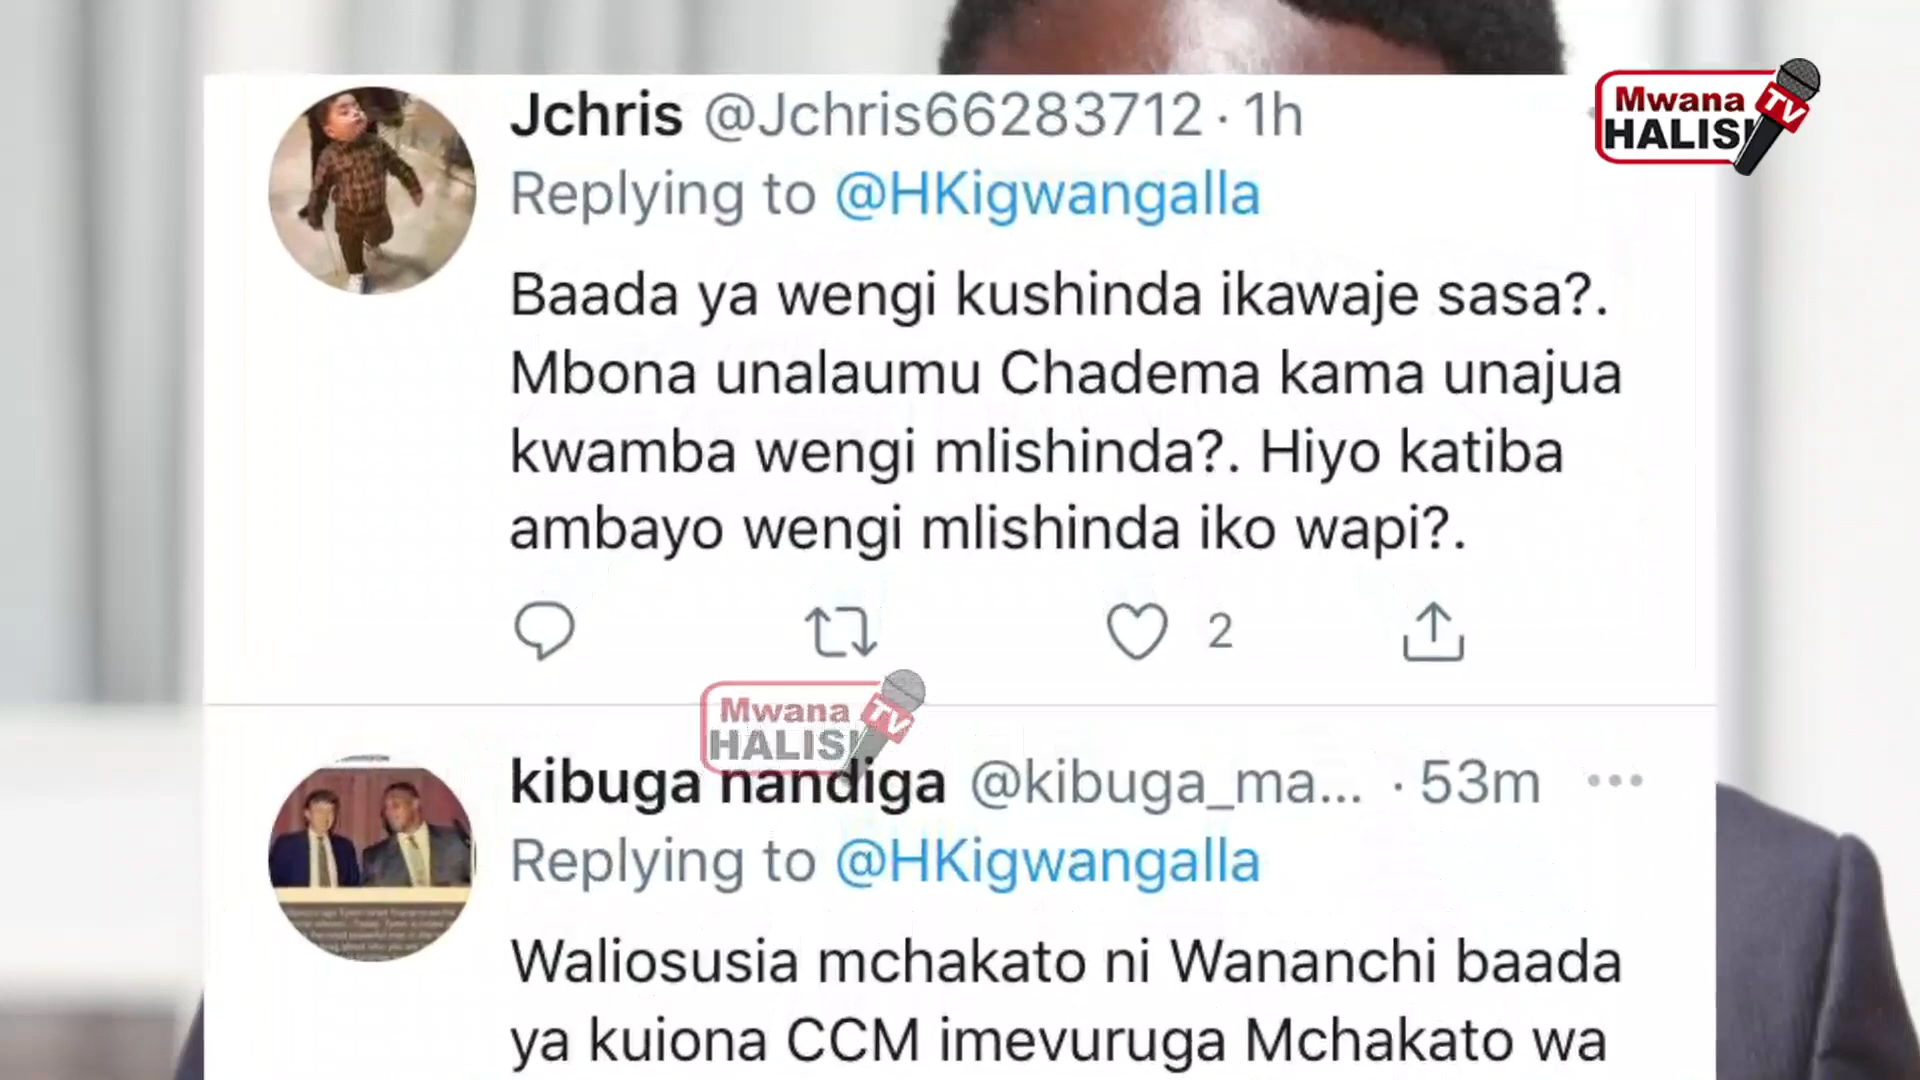 Mwana
HALISI
TV
Jchris @Jchris66283712 · 1h
Replying to @HKigwangalla
Baada ya wengi kushinda ikawaje sasa?.
Mbona unalaumu Chadema kama unajua
kwamba wengi mlishinda?. Hiyo katiba
ambayo wengi mlishinda iko wapi?.
2
Mwana
HALISI
TV
kibuga nandiga @kibuga_ma... · 53m
Replying to @HKigwangalla
Waliosusia mchakato ni Wananchi baada
ya kuiona CCM imevuruga Mchakato wa